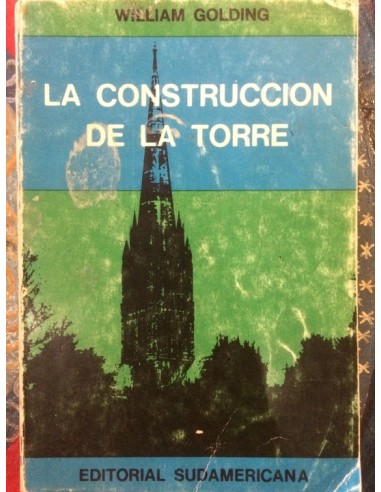 WILLIAM GOLDING
LA CONSTRUCCION
DE LA TORRE
EDITORIAL SUDAMERICANA